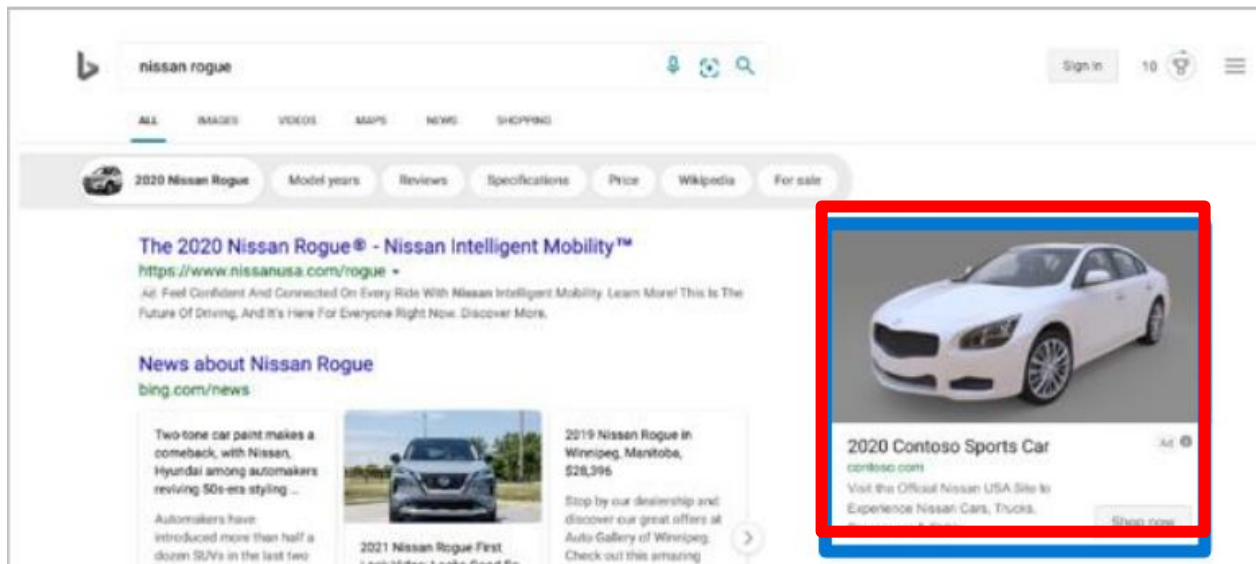 nissan rogue
Sign in
10
ALL IMAGES VIDEOS MAPS NEWS SHOPPING
2020 Nissan Rogue Model years Reviews Specifications Price Wikipedia For sale
The 2020 Nissan Rogue® - Nissan Intelligent Mobility™
https://www.nissanusa.com/rogue
Ad Feel Confident And Connected On Every Ride With Nissan Intelligent Mobility. Learn More! This Is The
Future Of Driving, And It's Here For Everyone Right Now. Discover More.
News about Nissan Rogue
bing.com/news
Two-tone car paint makes a
comeback, with Nissan,
Hyundai among automakers
reviving 50s-era styling ...
Automakers have
introduced more than half a
dozen SUVs in the last two
2021 Nissan Rogue First
2019 Nissan Rogue in
Winnipeg, Manitoba,
$28,396
Stop by our dealership and
discover our great offers at
Auto Gallery of Winnipeg.
Check out this amazing
2020 Contoso Sports Car
Ad
contoso.com
Visit the Official Nissan USA Site to
Experience Nissan Cars, Trucks,
Shop now